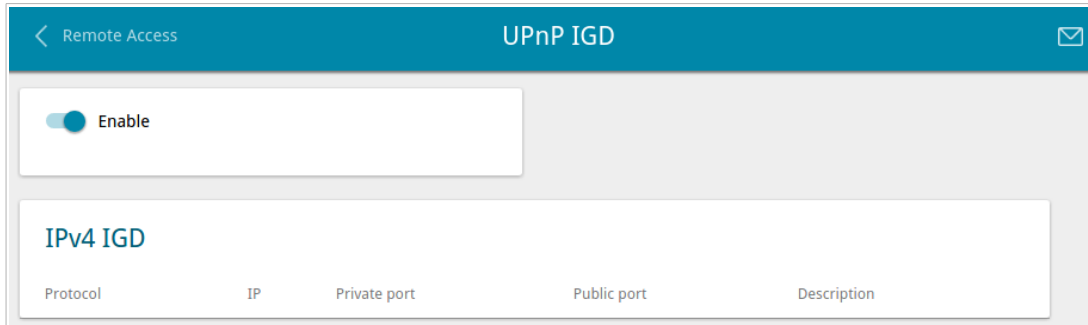 Remote Access UPnP IGD
Enable
IPv4 IGD
Protocol IP Private port Public port Description